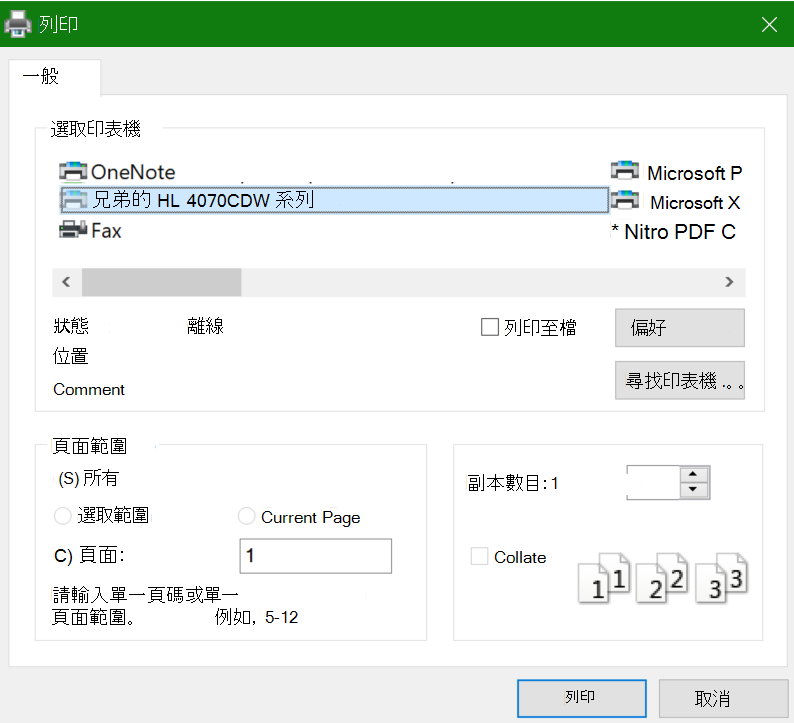 列印
一般
選取印表機
OneNote
Microsoft P
兄弟的 HL 4070CDW 系列
Microsoft X
Fax
* Nitro PDF C
狀態 離線
列印至檔
偏好
位置
Comment
尋找印表機 .。。
頁面範圍
(S) 所有
選取範圍
Current Page
C) 頁面:
1
請輸入單一頁碼或單一
頁面範圍。 例如, 5-12
副本數目: 1
Collate
1 1 2 2 3 3
列印
取消